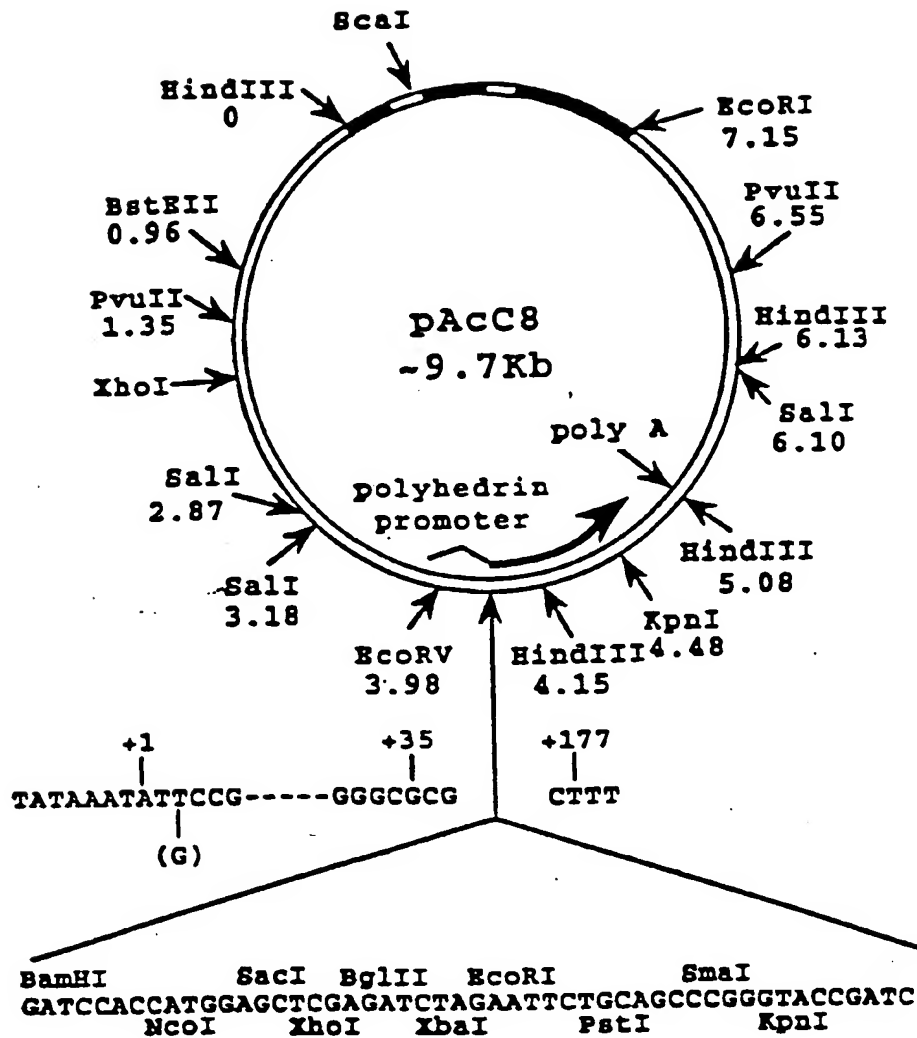 ScaI
HindIII
0
EcoRI
7.15
BstEII
0.96
PvuII
6.55
PvuII
1.35
pAcC8
~9.7Kb
HindIII
6.13
XhoI
SalI
6.10
poly A
SalI
2.87
polyhedrin
promoter
HindIII
5.08
SalI
3.18
KpnI
4.48
EcoRV
3.98
HindIII
4.15
+1
+35
+177
TATAAATATTCCG-----GGGCGCG
CTTT
(G)
BamHI SacI BglII EcoRI SmaI
GATCCACCATGGAGCTCGAGATCTAGAATTCTGCAGCCCGGGTACCGATC
NcoI XhoI XbaI PstI KpnI